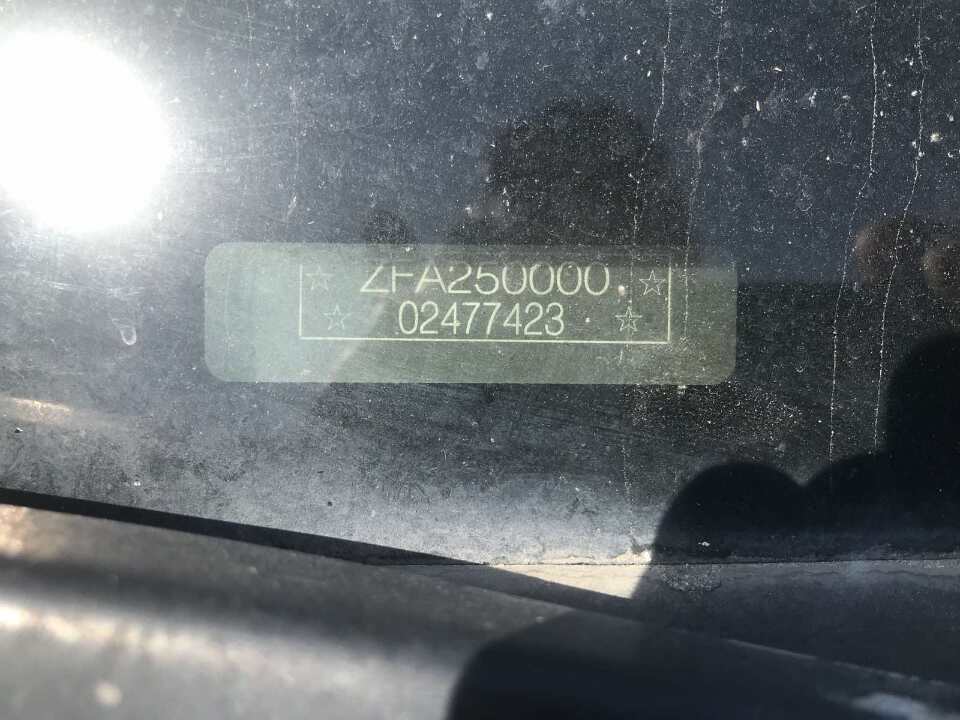 ☆ ZFA250000 ☆
☆ 02477423 ☆